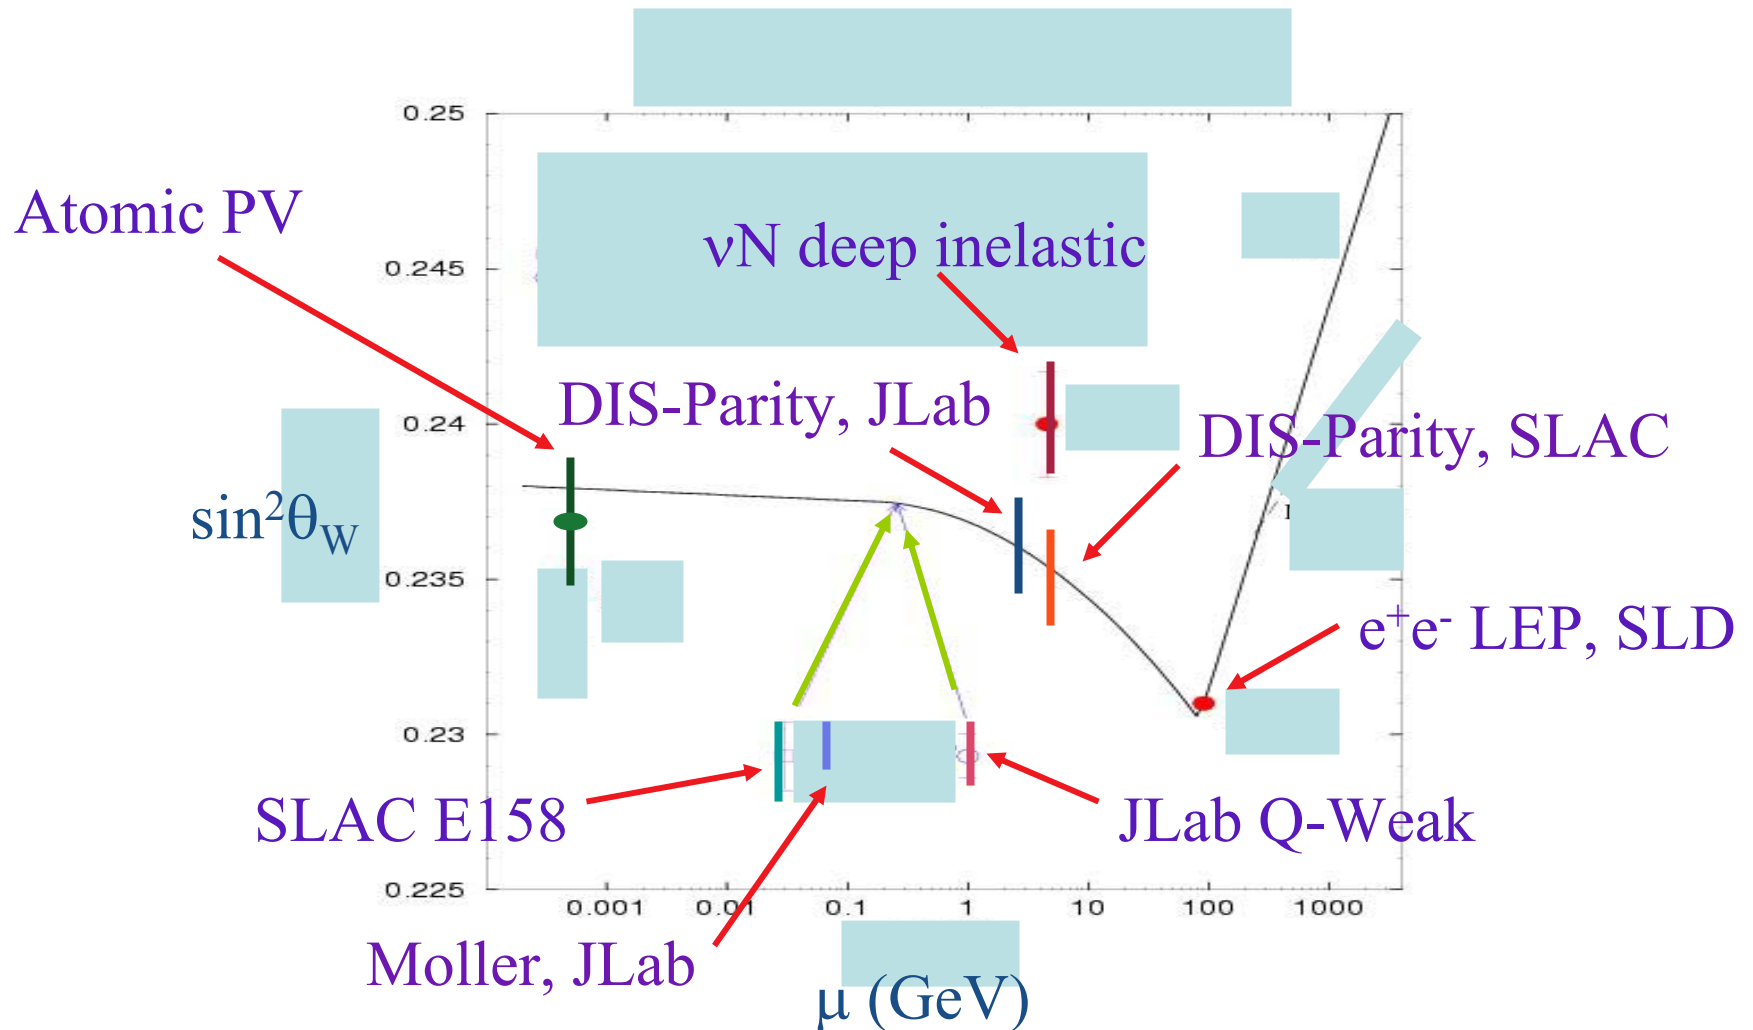 0.25
Atomic PV
νN deep inelastic
0.245
DIS-Parity, JLab
0.24
DIS-Parity, SLAC
sin²θ_W
0.235
e⁺e⁻ LEP, SLD
0.23
SLAC E158
JLab Q-Weak
0.225
0.001 0.01 0.1 1 10 100 1000
Moller, JLab
μ (GeV)